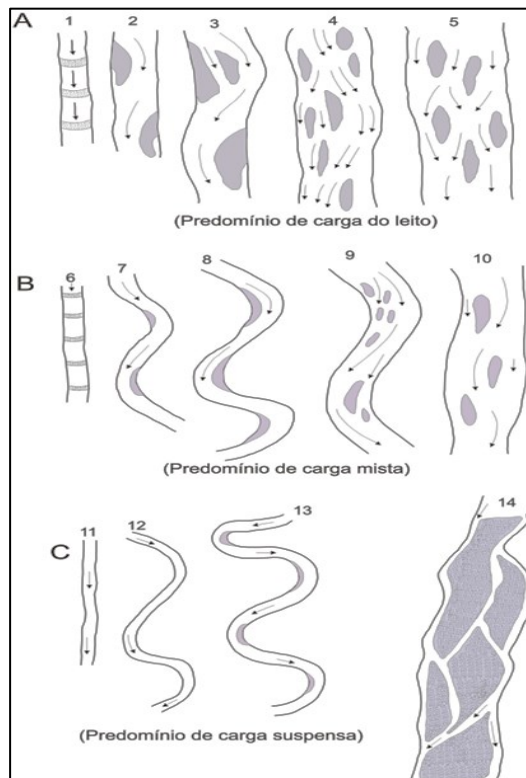 A
1 2 3 4 5
(Predomínio de carga do leito)
B
6 7 8 9 10
(Predomínio de carga mista)
C
11 12 13 14
(Predomínio de carga suspensa)